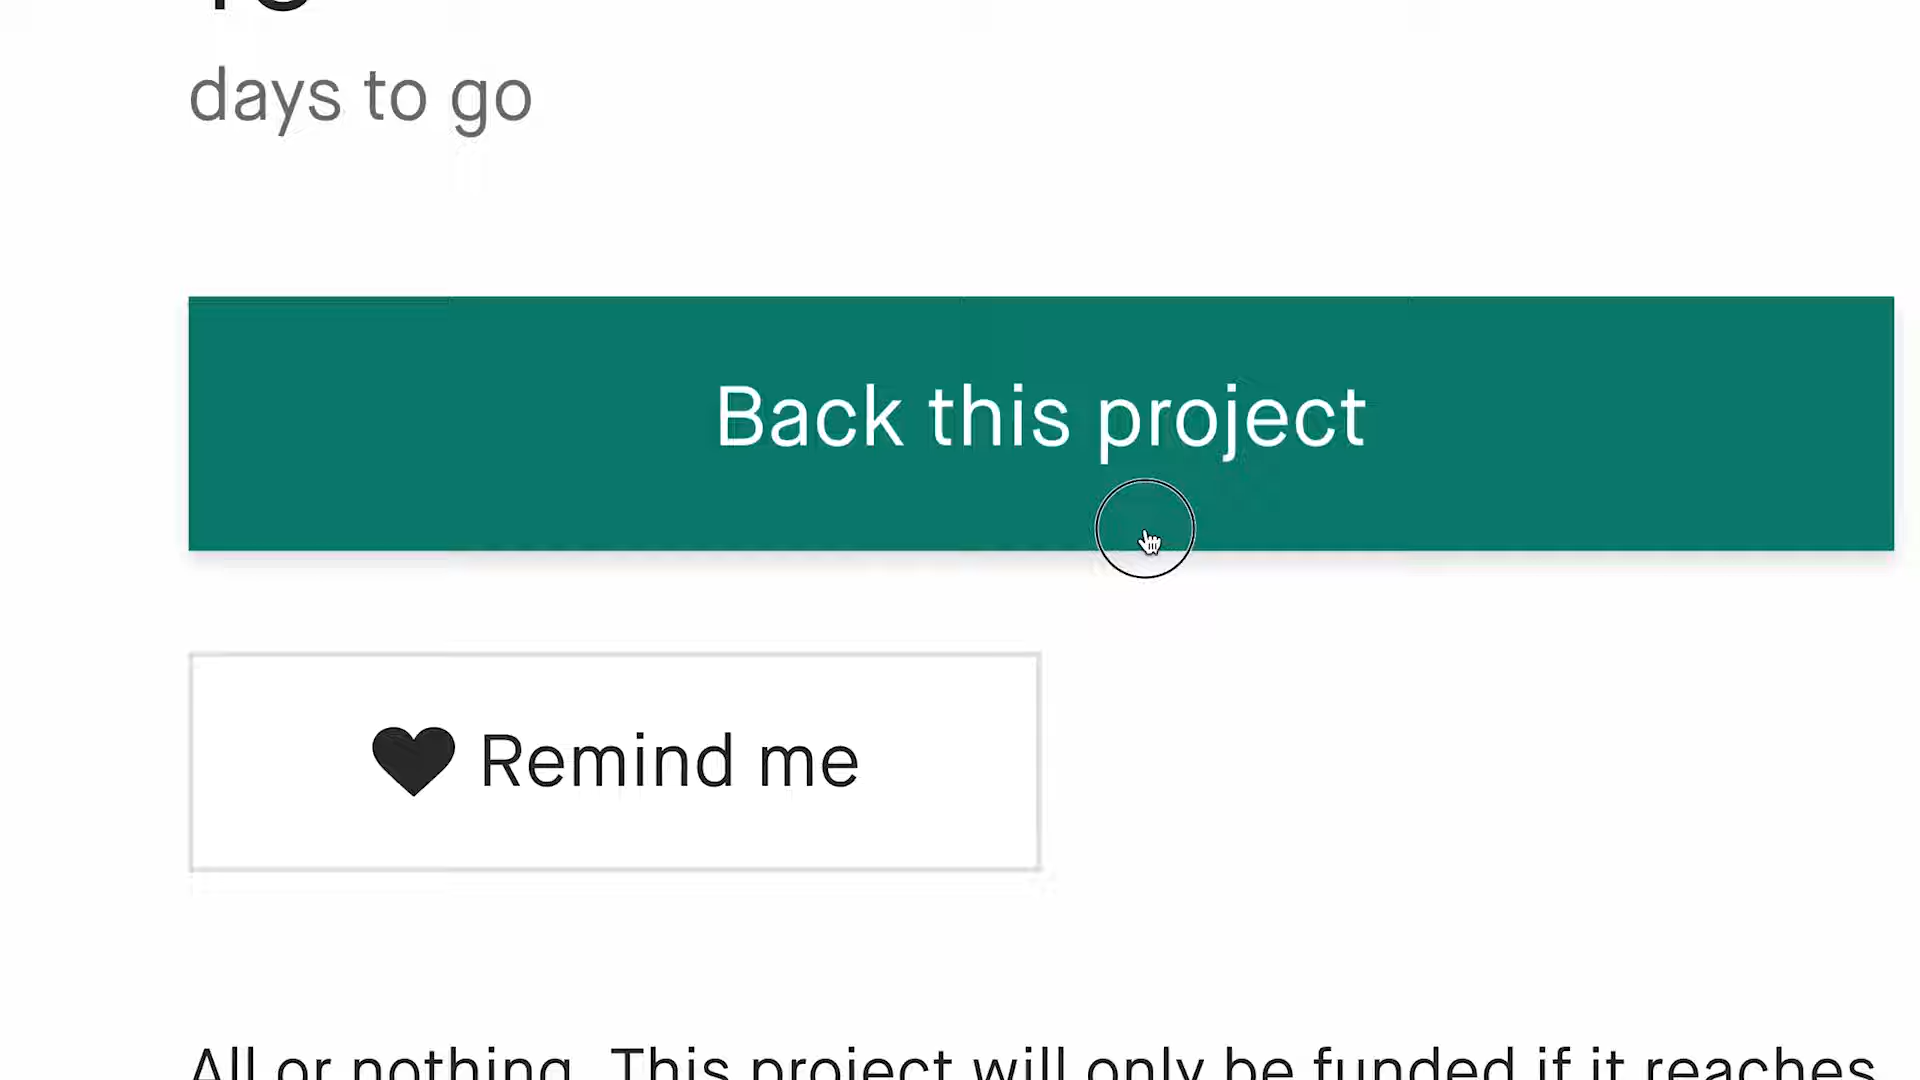 days to go
Back this project
Remind me
All or nothing. This project will only be funded if it reaches